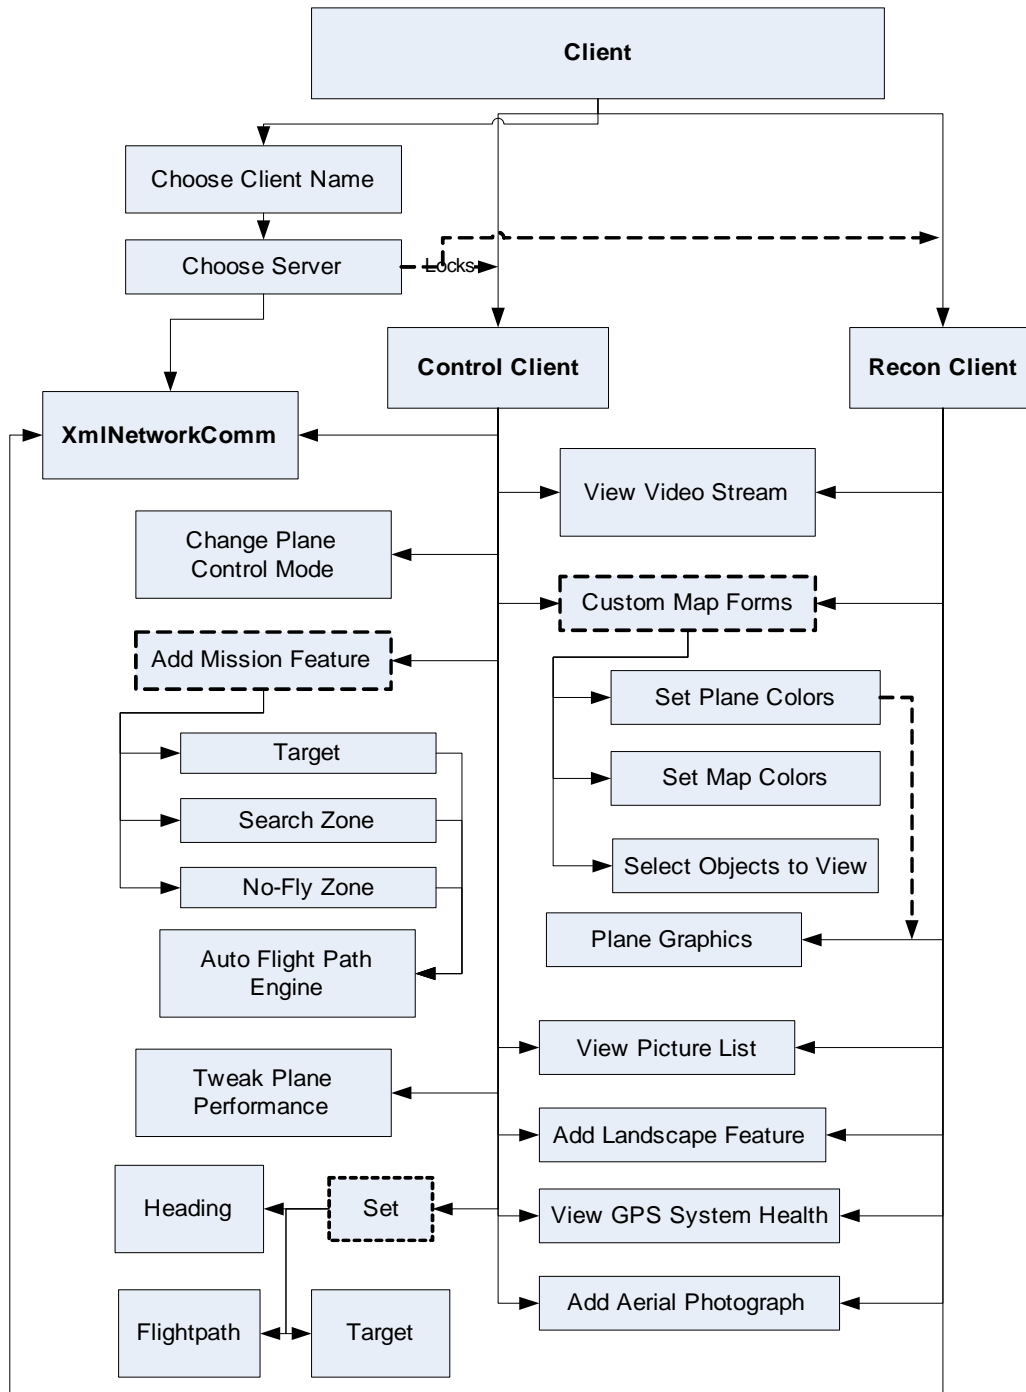 Client
Choose Client Name
Choose Server
Locks
Control Client
Recon Client
XmlNetworkComm
View Video Stream
Change Plane
Control Mode
Custom Map Forms
Add Mission Feature
Set Plane Colors
Target
Set Map Colors
Search Zone
Select Objects to View
No-Fly Zone
Plane Graphics
Auto Flight Path
Engine
View Picture List
Tweak Plane
Performance
Add Landscape Feature
Heading
Set
View GPS System Health
Add Aerial Photograph
Flightpath
Target